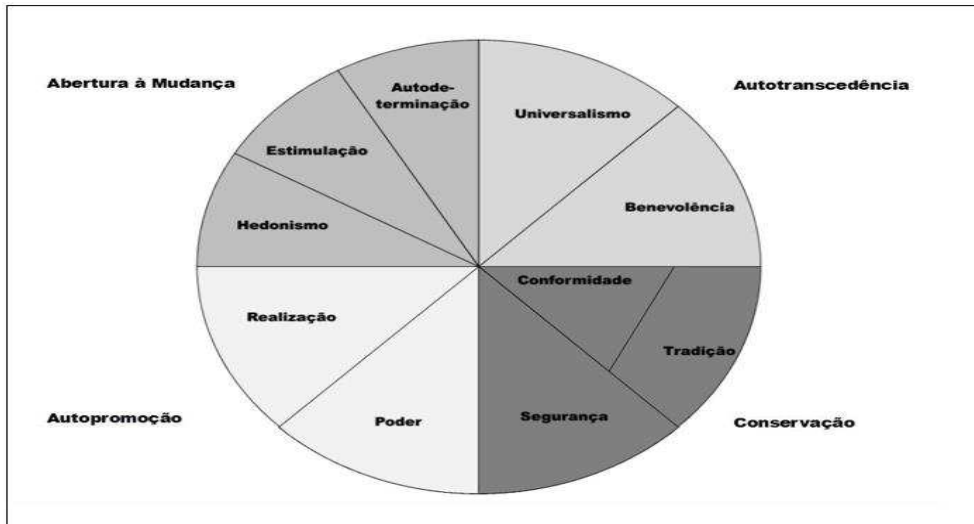 Abertura à Mudança
Autotranscedência
Autode-
terminação
Universalismo
Estimulação
Benevolência
Hedonismo
Conformidade
Realização
Tradição
Autopromoção
Poder
Segurança
Conservação